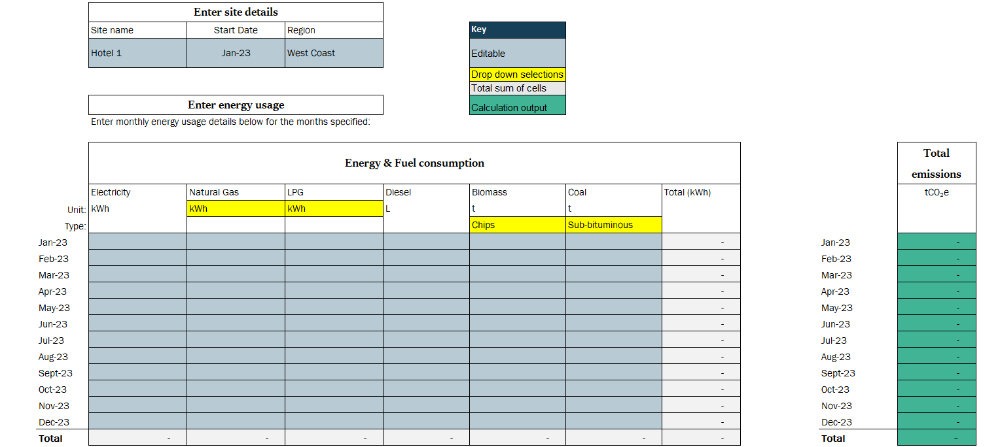 Enter site details
Site name Start Date Region
Hotel 1 Jan-23 West Coast
Key
Editable
Drop down selections
Total sum of cells
Calculation output
Enter energy usage
Enter monthly energy usage details below for the months specified:
Energy & Fuel consumption
Electricity Natural Gas LPG Diesel Biomass Coal Total (kWh)
Unit: kWh kWh kWh L t t
Type: Chips Sub-bituminous
Jan-23 -
Feb-23 -
Mar-23 -
Apr-23 -
May-23 -
Jun-23 -
Jul-23 -
Aug-23 -
Sept-23 -
Oct-23 -
Nov-23 -
Dec-23 -
Total - - - - - - -
Total
emissions
tCO₂e
Jan-23 -
Feb-23 -
Mar-23 -
Apr-23 -
May-23 -
Jun-23 -
Jul-23 -
Aug-23 -
Sept-23 -
Oct-23 -
Nov-23 -
Dec-23 -
Total -